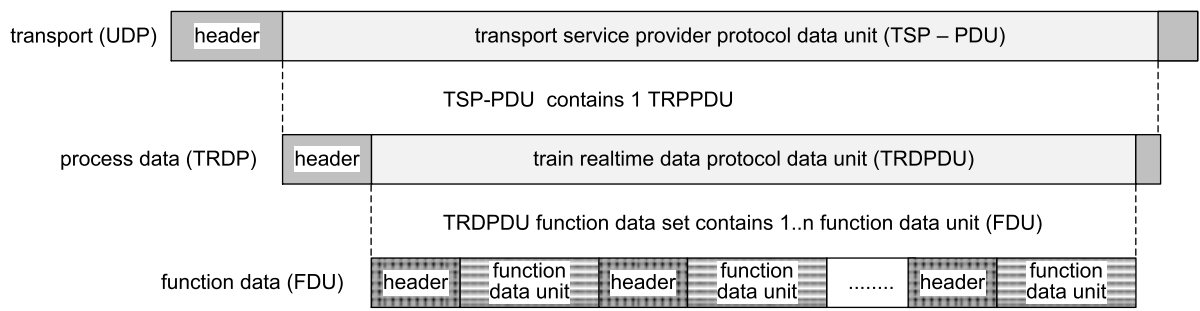 transport (UDP) header transport service provider protocol data unit (TSP – PDU)
TSP-PDU contains 1 TRPPDU
process data (TRDP) header train realtime data protocol data unit (TRDPDU)
TRDPDU function data set contains 1..n function data unit (FDU)
function data (FDU) header function data unit header function data unit ........ header function data unit